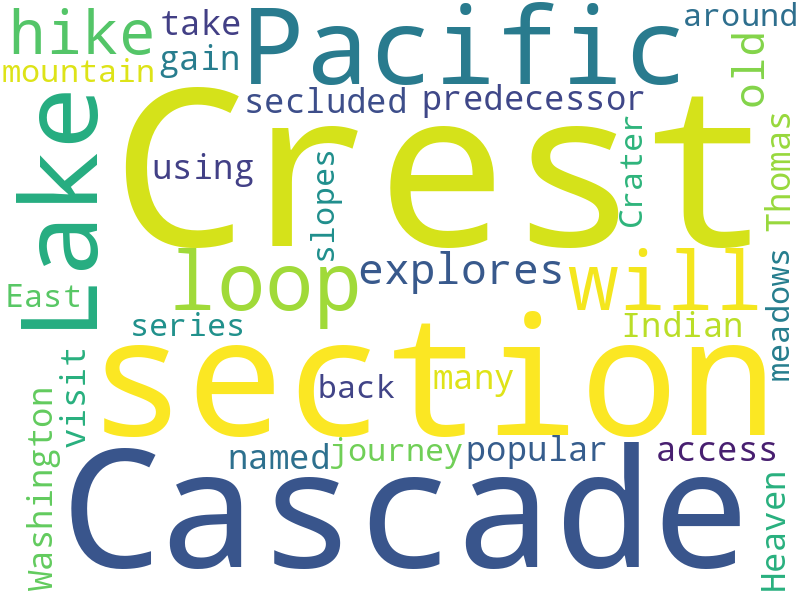 hike
take
Pacific
around
mountain
gain
secluded
predecessor
old
Lake
Crest
using
slopes
Crater
Thomas
East
loop
explores
will
meadows
series
Indian
section
visit
back
many
Washington
named
journey
popular
access
Cascade
Heaven